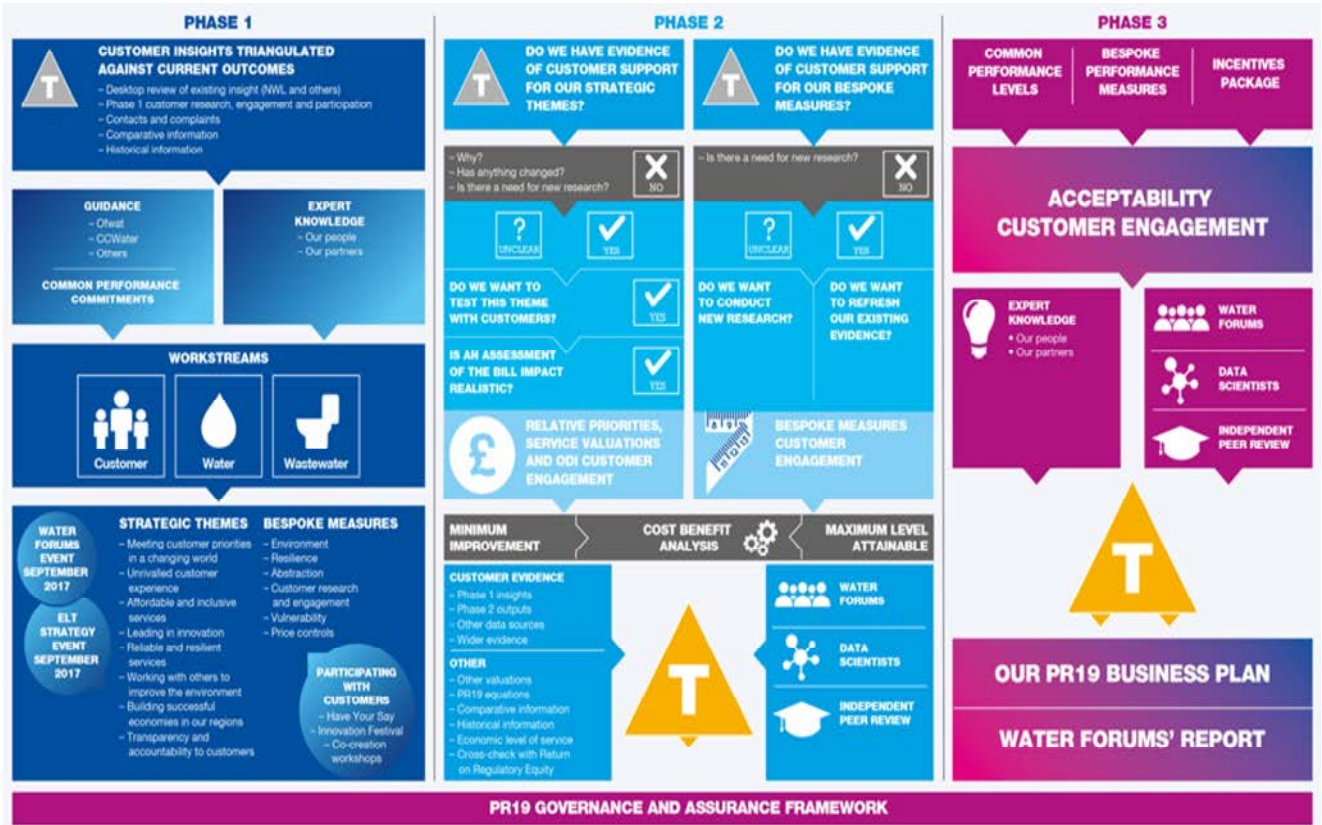 PHASE 1
T
CUSTOMER INSIGHTS TRIANGULATED
AGAINST CURRENT OUTCOMES
– Desktop review of existing insight (NWL and others)
– Phase 1 customer research, engagement and participation
– Contacts and complaints
– Comparative information
– Historical information
GUIDANCE
– Ofwat
– CCWater
– Others
COMMON PERFORMANCE
COMMITMENTS
EXPERT
KNOWLEDGE
– Our people
– Our partners
WORKSTREAMS
Customer
Water
Wastewater
WATER
FORUMS
EVENT
SEPTEMBER
2017
ELT
STRATEGY
EVENT
SEPTEMBER
2017
STRATEGIC THEMES
– Meeting customer priorities
in a changing world
– Unrivalled customer
experience
– Affordable and inclusive
services
– Leading in innovation
– Reliable and resilient
services
– Working with others to
improve the environment
– Building successful
economies in our regions
– Transparency and
accountability to customers
BESPOKE MEASURES
– Environment
– Resilience
– Abstraction
– Customer research
and engagement
– Vulnerability
– Price controls
PARTICIPATING
WITH
CUSTOMERS
– Have Your Say
– Innovation Festival
– Co-creation
workshops
PHASE 2
T
DO WE HAVE EVIDENCE
OF CUSTOMER SUPPORT
FOR OUR STRATEGIC
THEMES?
– Why?
– Has anything changed?
– Is there a need for new research?
NO
?
UNCLEAR
YES
DO WE WANT TO
TEST THIS THEME
WITH CUSTOMERS?
YES
IS AN ASSESSMENT
OF THE BILL IMPACT
REALISTIC?
YES
£
RELATIVE PRIORITIES,
SERVICE VALUATIONS
AND ODI CUSTOMER
ENGAGEMENT
PHASE 2
T
DO WE HAVE EVIDENCE
OF CUSTOMER SUPPORT
FOR OUR BESPOKE
MEASURES?
– Is there a need for new research?
NO
?
UNCLEAR
YES
DO WE WANT
TO CONDUCT
NEW RESEARCH?
DO WE WANT
TO REFRESH
OUR EXISTING
EVIDENCE?
BESPOKE MEASURES
CUSTOMER
ENGAGEMENT
MINIMUM
IMPROVEMENT
COST BENEFIT
ANALYSIS
MAXIMUM LEVEL
ATTAINABLE
CUSTOMER EVIDENCE
– Phase 1 insights
– Phase 2 outputs
– Other data sources
– Wider evidence
OTHER
– Other valuations
– PR19 equations
– Comparative information
– Historical information
– Economic level of service
– Cross-check with Return
on Regulatory Equity
T
WATER
FORUMS
DATA
SCIENTISTS
INDEPENDENT
PEER REVIEW
PHASE 3
COMMON
PERFORMANCE
LEVELS
BESPOKE
PERFORMANCE
MEASURES
INCENTIVES
PACKAGE
ACCEPTABILITY
CUSTOMER ENGAGEMENT
EXPERT
KNOWLEDGE
• Our people
• Our partners
WATER
FORUMS
DATA
SCIENTISTS
INDEPENDENT
PEER REVIEW
T
OUR PR19 BUSINESS PLAN
WATER FORUMS' REPORT
PR19 GOVERNANCE AND ASSURANCE FRAMEWORK